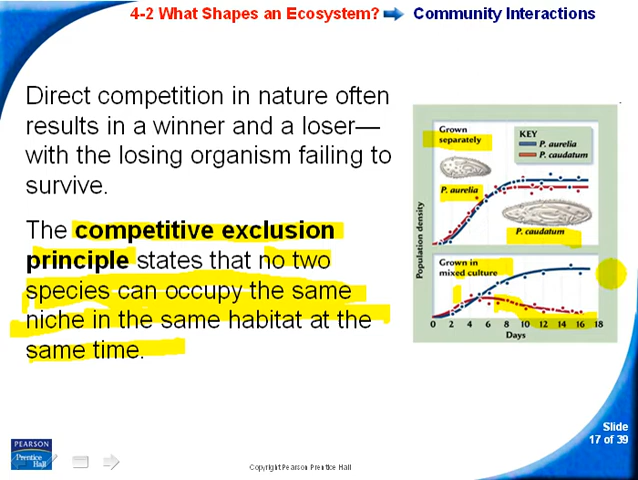 4-2 What Shapes an Ecosystem? Community Interactions
Direct competition in nature often
results in a winner and a loser—
with the losing organism failing to
survive.
The competitive exclusion
principle states that no two
species can occupy the same
niche in the same habitat at the
same time.
Grown
separately
KEY
P. aurelia
P. caudatum
P. aurelia
P. caudatum
Population density
Grown in
mixed culture
0 2 4 6 8 10 12 14 16 18
Days
Slide
17 of 39
PEARSON
Prentice
Hall
Copyright Pearson Prentice Hall